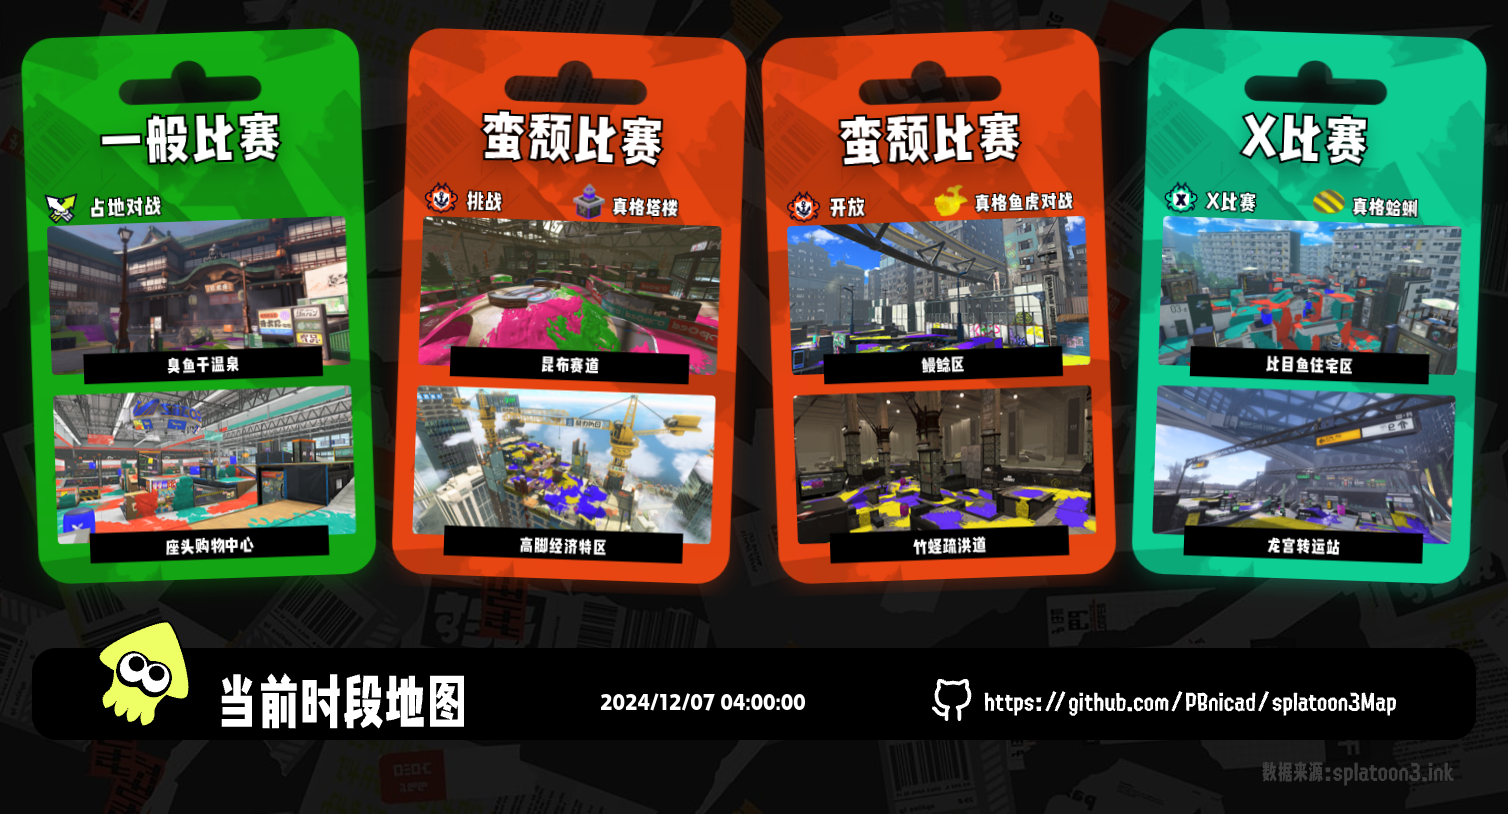 一般比赛
占地对战
臭鱼干温泉
座头购物中心
蛮颓比赛
挑战
真格塔楼
昆布赛道
高脚经济特区
蛮颓比赛
开放
真格鱼虎对战
鳗鲶区
竹蛏疏洪道
X比赛
X比赛
真格蛤蜊
比目鱼住宅区
龙宫转运站
当前时段地图
2024/12/07 04:00:00
https://github.com/PBnicad/splatoon3Map
数据来源:splatoon3.ink